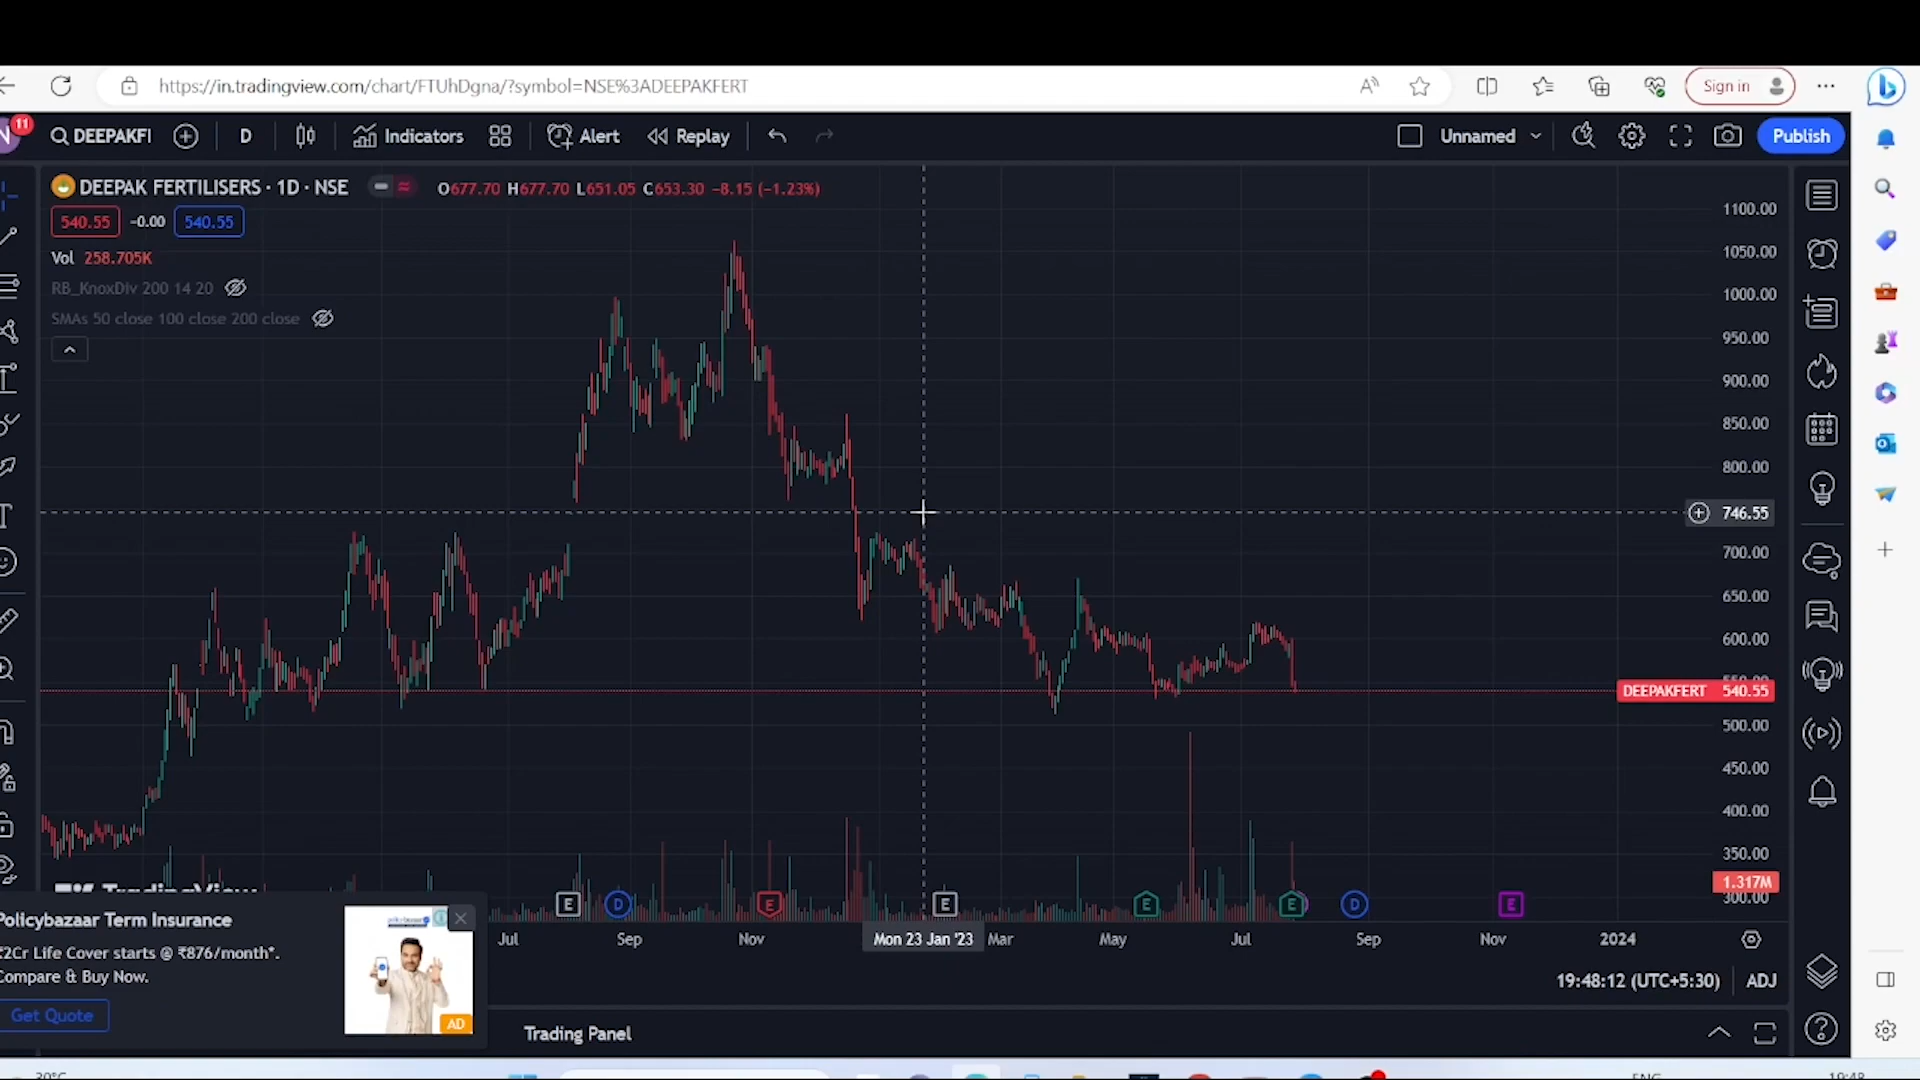 https://in.tradingview.com/chart/FTUhDgna/?symbol=NSE%3ADEEPAKFERT
Sign in
11
DEEPAKFI
D
Indicators
Alert
Replay
Unnamed
Publish
DEEPAK FERTILISERS · 1D · NSE
O677.70 H677.70 L651.05 C653.30 −8.15 (−1.23%)
540.55 -0.00 540.55
Vol 258.705K
RB_KnoxDiv 200 14 20
SMAs 50 close 100 close 200 close
1100.00
1050.00
1000.00
950.00
900.00
850.00
800.00
746.55
700.00
650.00
600.00
DEEPAKFERT 540.55
500.00
450.00
400.00
350.00
1.317M
300.00
E D E E E E D E
Jul Sep Nov Mon 23 Jan '23 Mar May Jul Sep Nov 2024
Policybazaar Term Insurance
₹2Cr Life Cover starts @ ₹876/month*.
Compare & Buy Now.
Get Quote
AD
19:48:12 (UTC+5:30) ADJ
Trading Panel